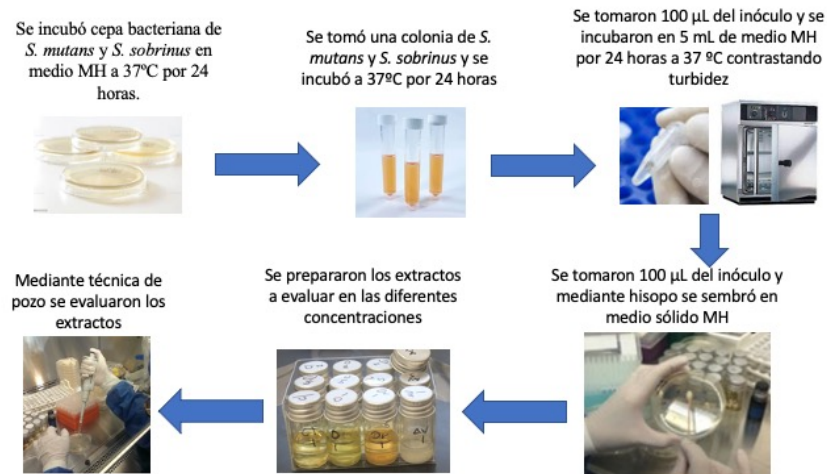 Se incubó cepa bacteriana de
S. mutans y S. sobrinus en
medio MH a 37ºC por 24
horas.
Se tomó una colonia de S.
mutans y S. sobrinus y se
incubó a 37ºC por 24 horas
Se tomaron 100 µL del inóculo y se
incubaron en 5 mL de medio MH
por 24 horas a 37 ºC contrastando
turbidez
Se tomaron 100 µL del inóculo y
mediante hisopo se sembró en
medio sólido MH
Se prepararon los extractos
a evaluar en las diferentes
concentraciones
Mediante técnica de
pozo se evaluaron los
extractos